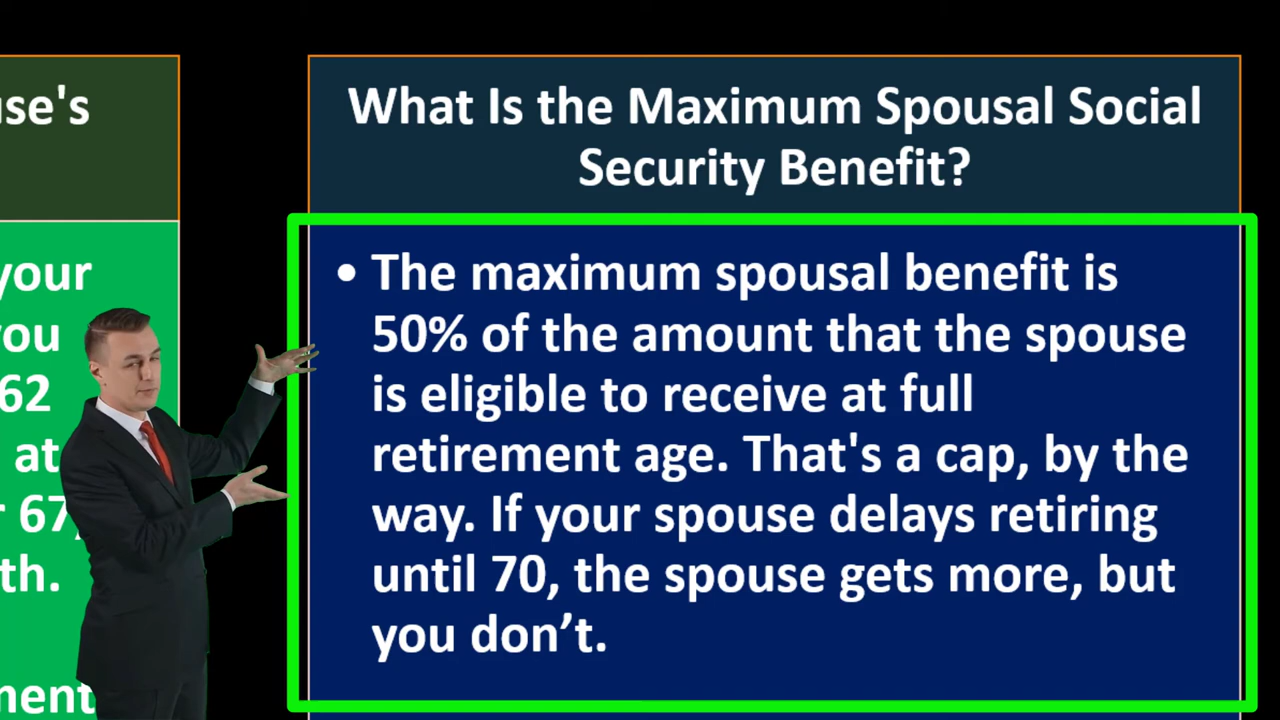 use's
your
you
62
at
r 67,
th.
ment
What Is the Maximum Spousal Social
Security Benefit?
• The maximum spousal benefit is
50% of the amount that the spouse
is eligible to receive at full
retirement age. That's a cap, by the
way. If your spouse delays retiring
until 70, the spouse gets more, but
you don’t.